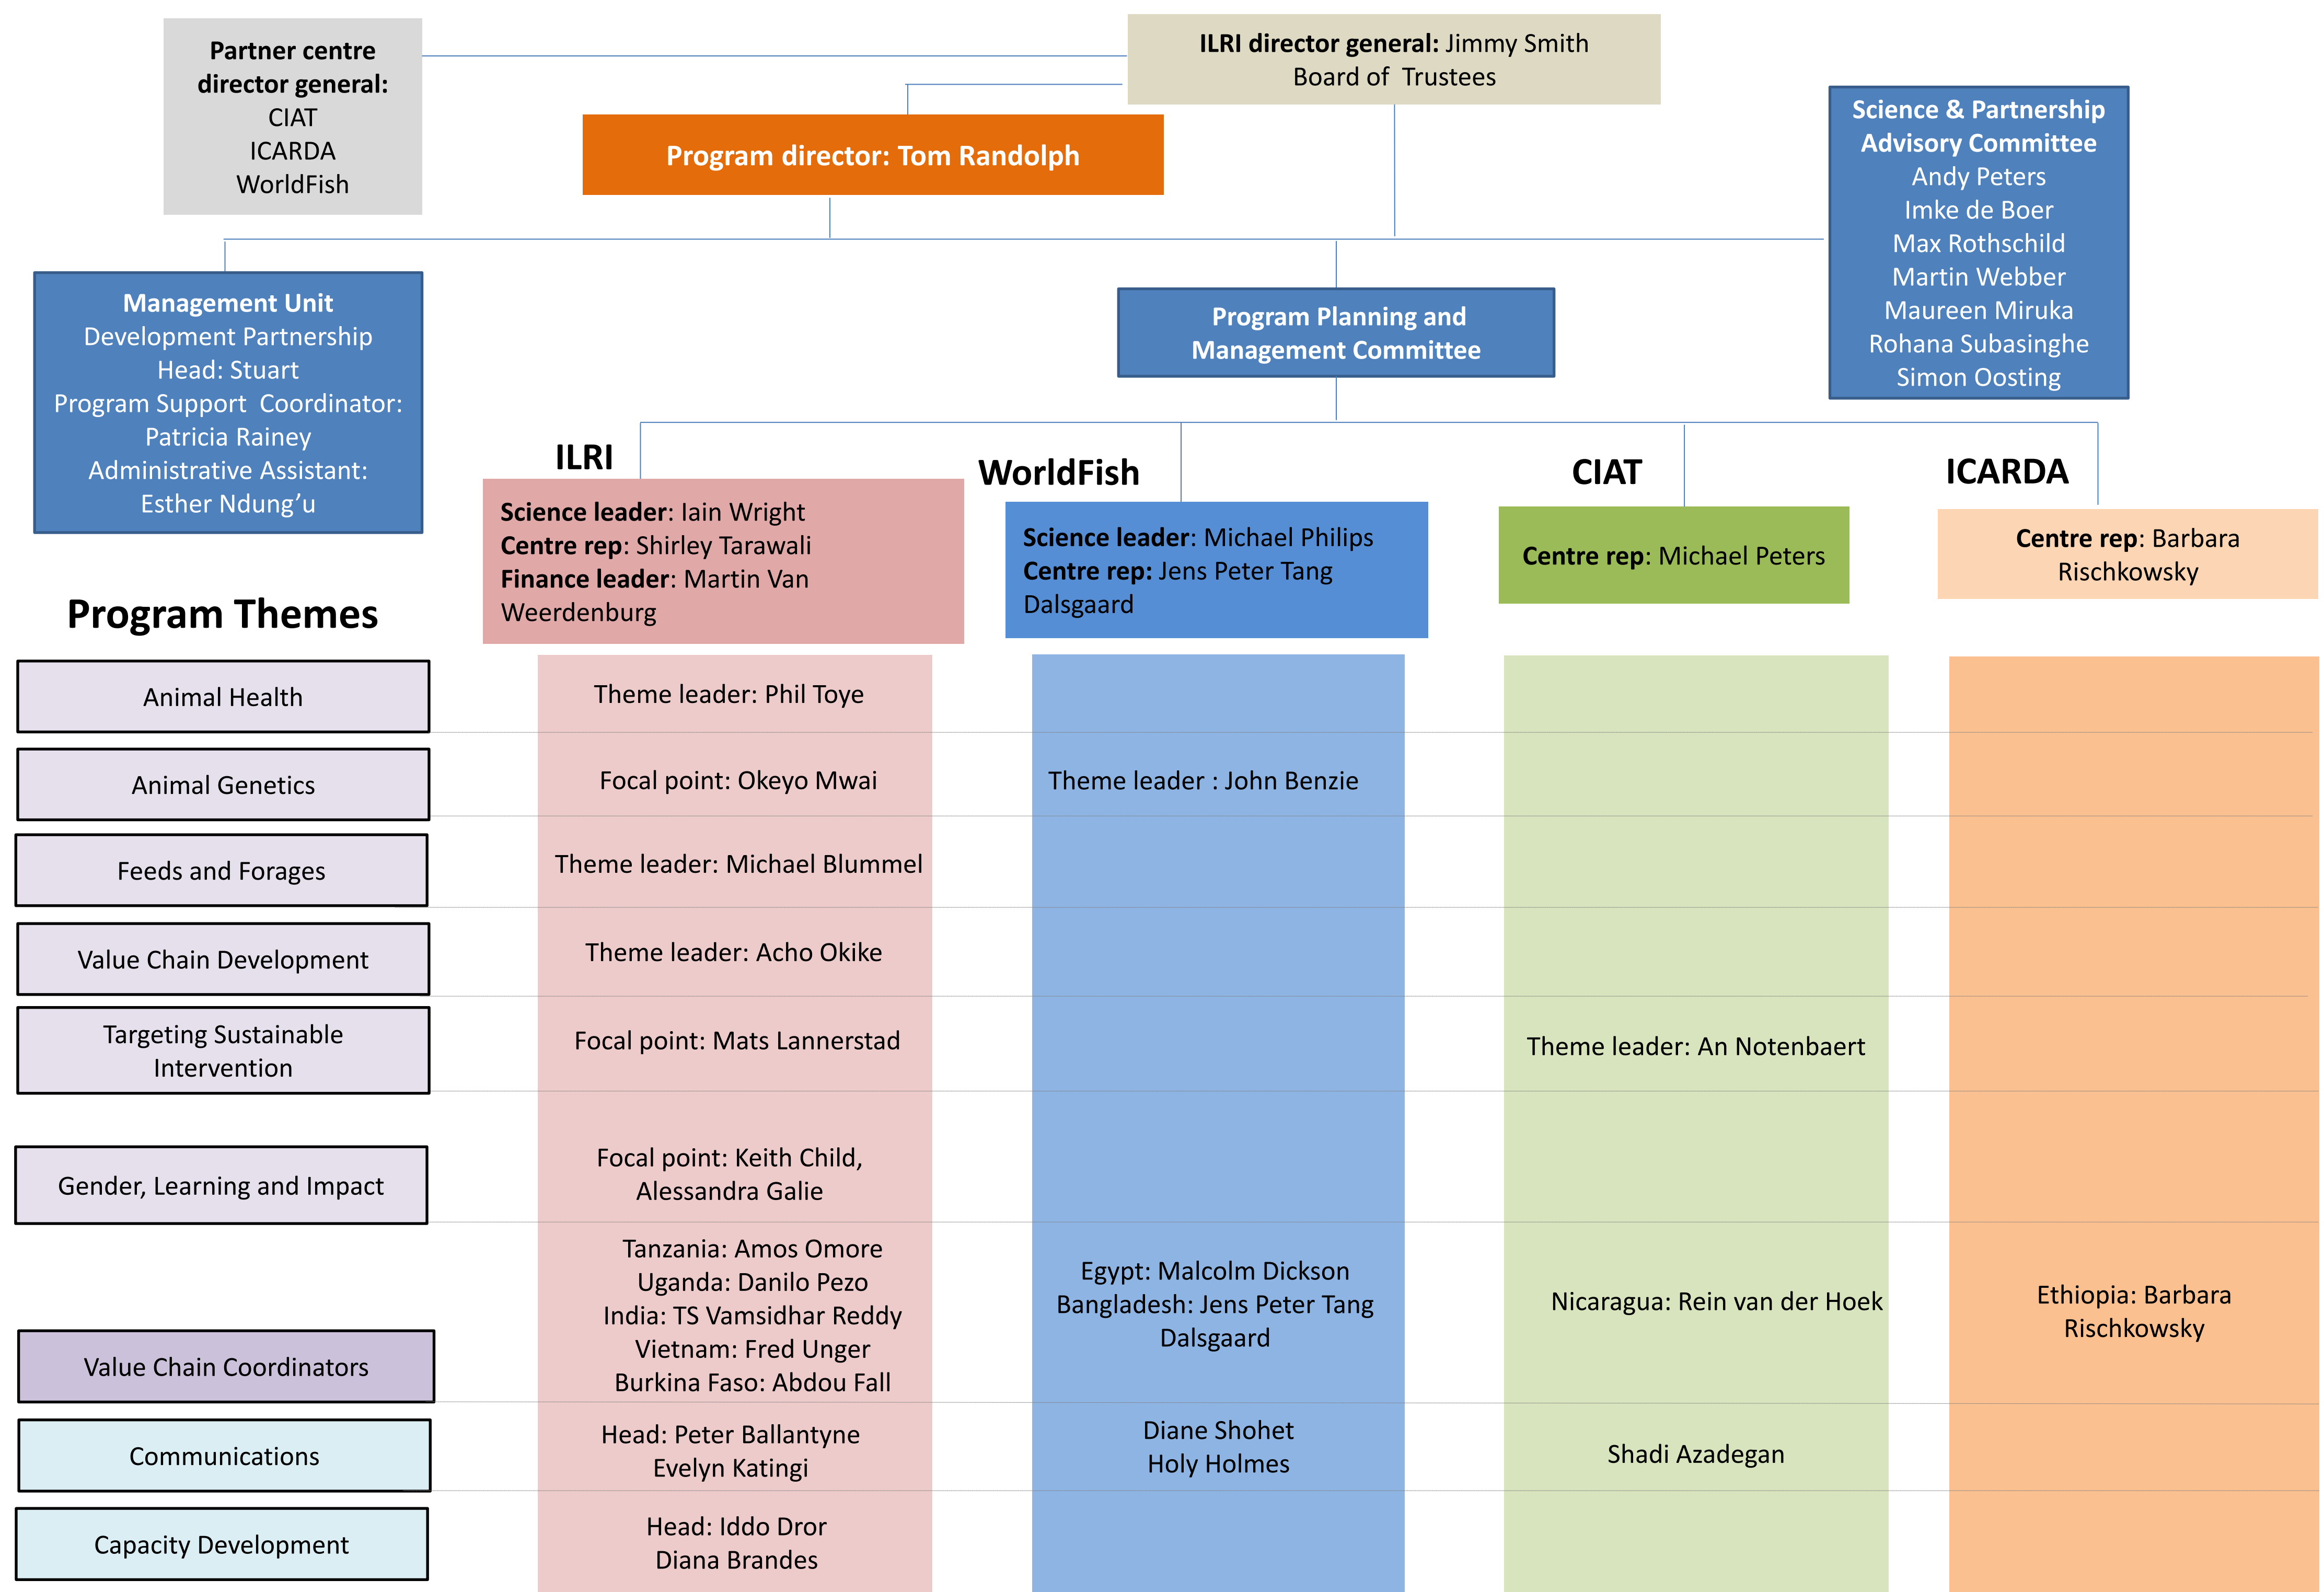 Partner centre
director general:
CIAT
ICARDA
WorldFish
ILRI director general: Jimmy Smith
Board of  Trustees
Program director: Tom Randolph
Science & Partnership
Advisory Committee
Andy Peters
Imke de Boer
Max Rothschild
Martin Webber
Maureen Miruka
Rohana Subasinghe
Simon Oosting
Management Unit
Development Partnership
Head: Stuart
Program Support  Coordinator:
Patricia Rainey
Administrative Assistant:
Esther Ndung’u
Program Planning and
Management Committee
ILRI
Science leader: Iain Wright
Centre rep: Shirley Tarawali
Finance leader: Martin Van
Weerdenburg
WorldFish
Science leader: Michael Philips
Centre rep: Jens Peter Tang
Dalsgaard
CIAT
Centre rep: Michael Peters
ICARDA
Centre rep: Barbara
Rischkowsky
Program Themes
Animal Health
Theme leader: Phil Toye
Animal Genetics
Focal point: Okeyo Mwai
Theme leader : John Benzie
Feeds and Forages
Theme leader: Michael Blummel
Value Chain Development
Theme leader: Acho Okike
Targeting Sustainable
Intervention
Focal point: Mats Lannerstad
Theme leader: An Notenbaert
Gender, Learning and Impact
Focal point: Keith Child,
Alessandra Galie
Value Chain Coordinators
Tanzania: Amos Omore
Uganda: Danilo Pezo
India: TS Vamsidhar Reddy
Vietnam: Fred Unger
Burkina Faso: Abdou Fall
Egypt: Malcolm Dickson
Bangladesh: Jens Peter Tang
Dalsgaard
Nicaragua: Rein van der Hoek
Ethiopia: Barbara
Rischkowsky
Communications
Head: Peter Ballantyne
Evelyn Katingi
Diane Shohet
Holy Holmes
Shadi Azadegan
Capacity Development
Head: Iddo Dror
Diana Brandes